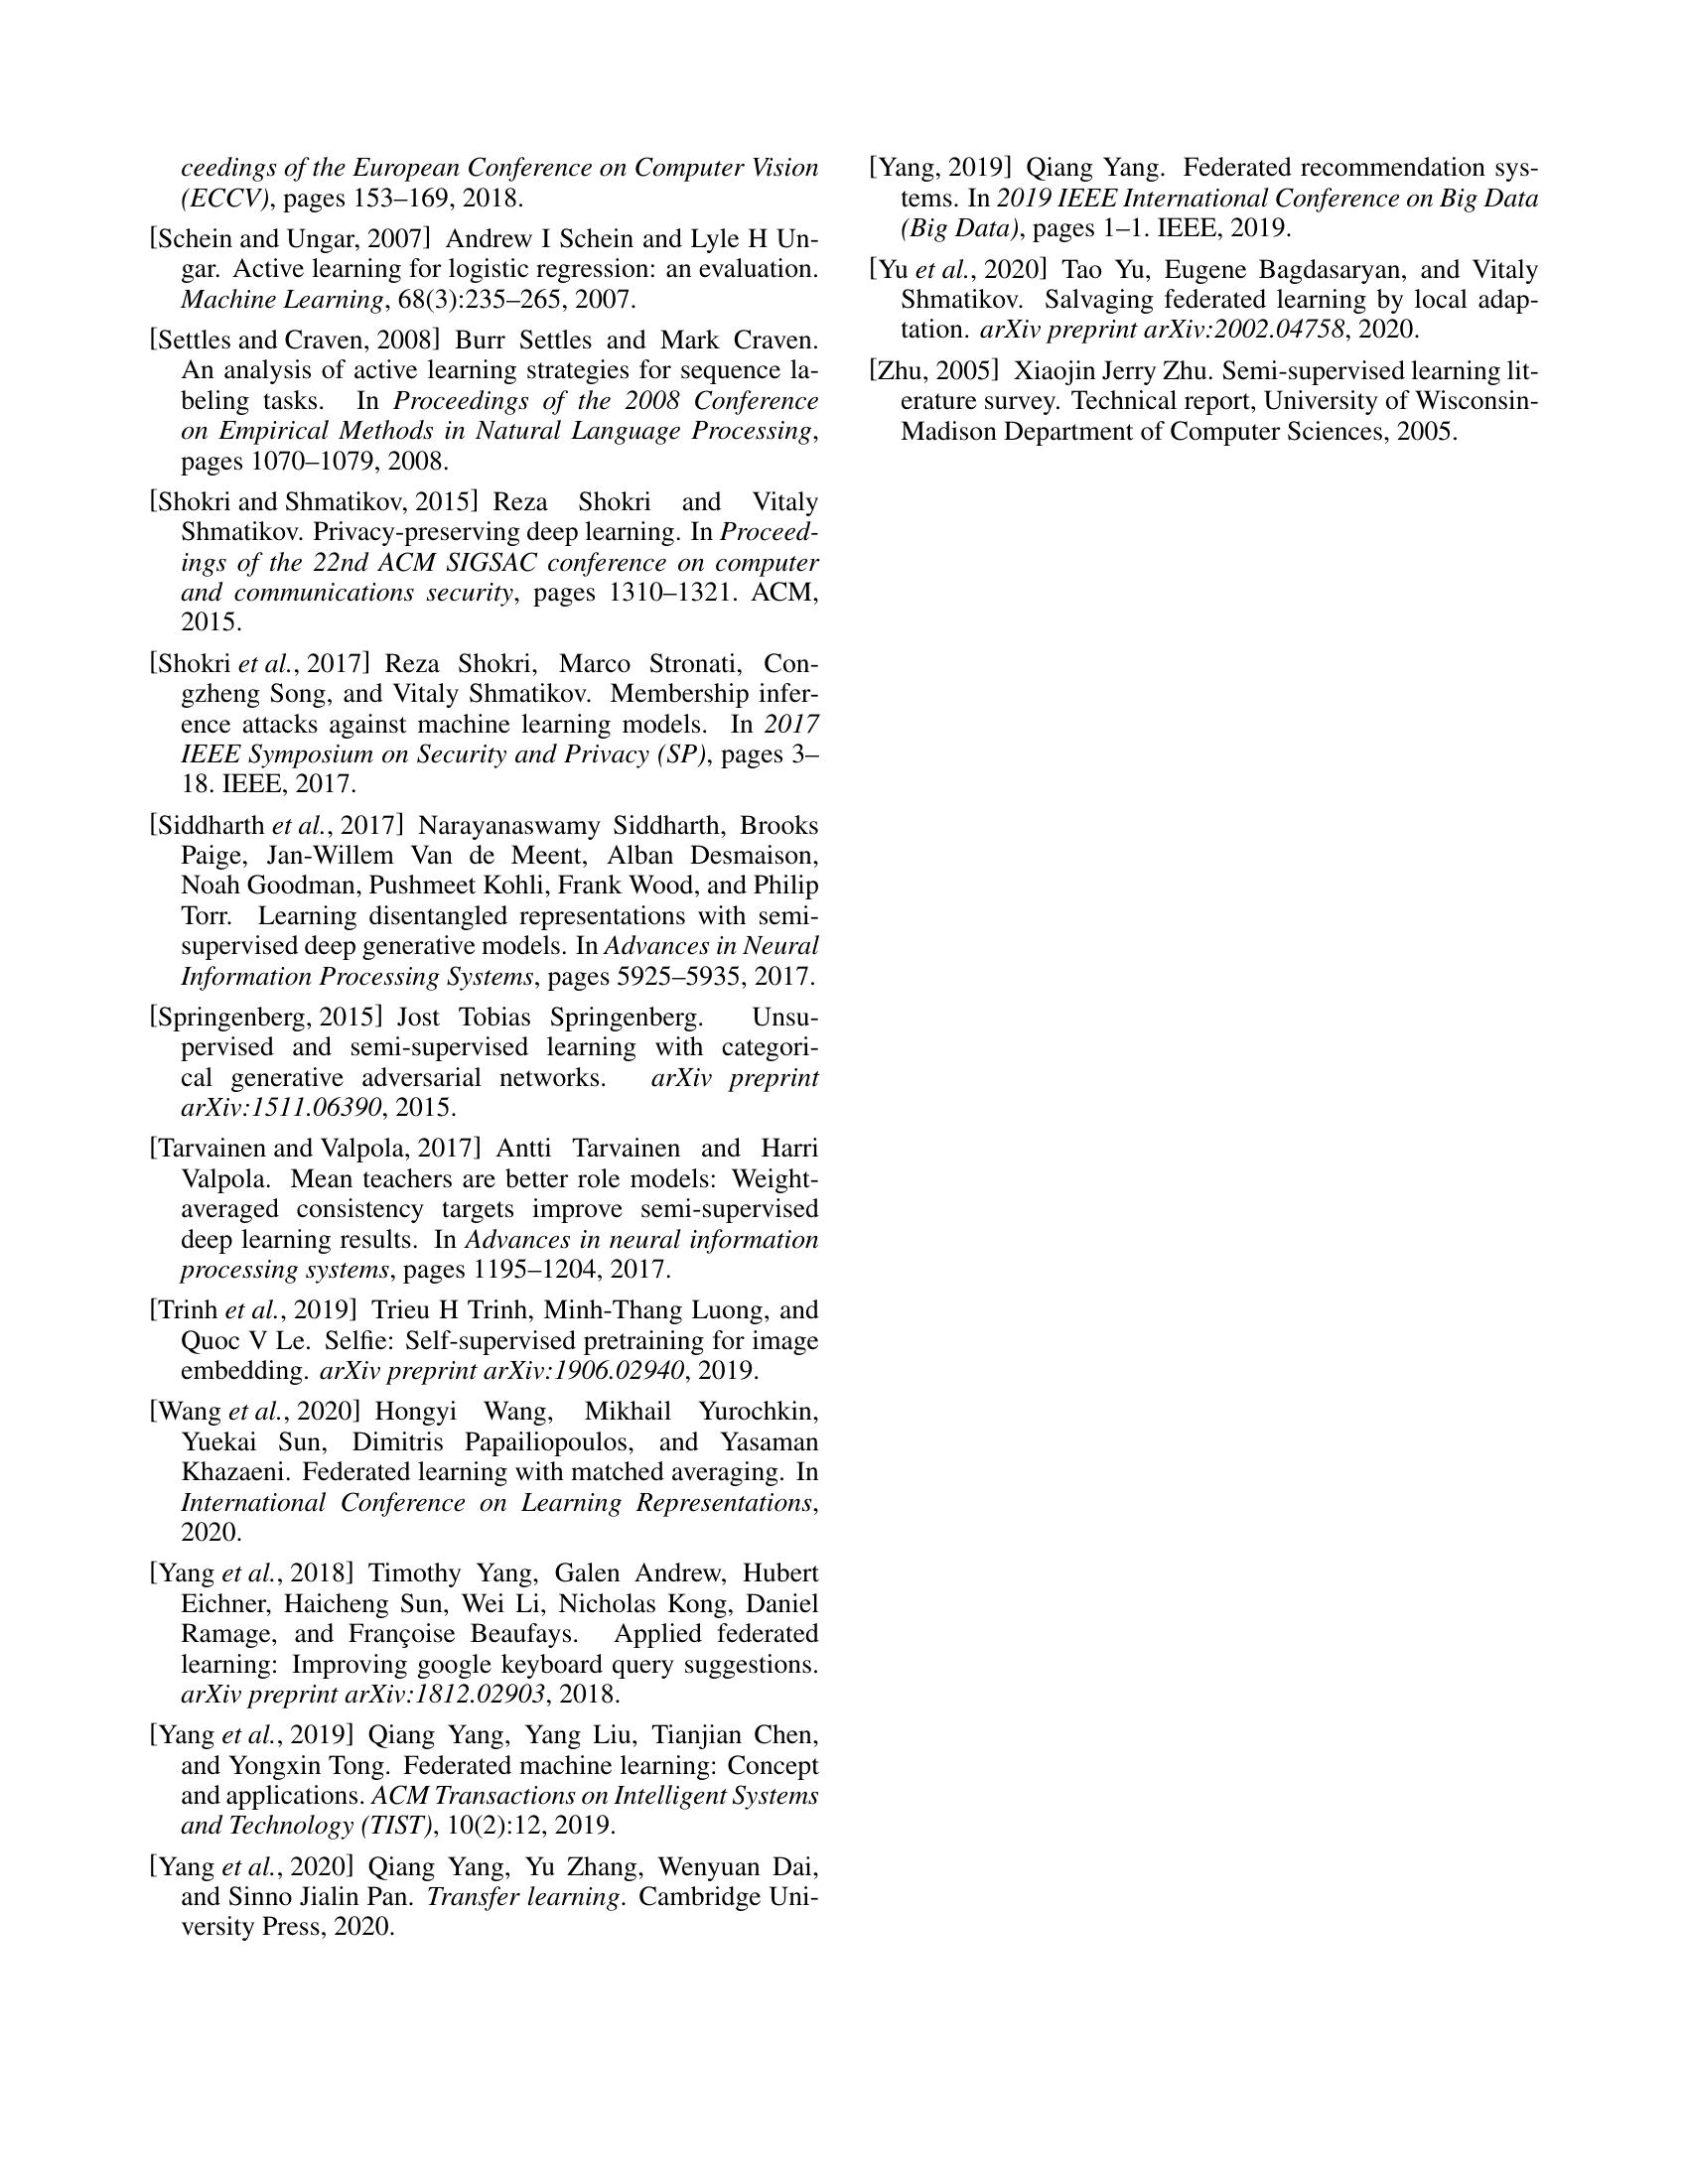 ceedings of the European Conference on Computer Vision
(ECCV), pages 153–169, 2018.
[Schein and Ungar, 2007] Andrew I Schein and Lyle H Un-
gar. Active learning for logistic regression: an evaluation.
Machine Learning, 68(3):235–265, 2007.
[Settles and Craven, 2008] Burr Settles and Mark Craven.
An analysis of active learning strategies for sequence la-
beling tasks. In Proceedings of the 2008 Conference
on Empirical Methods in Natural Language Processing,
pages 1070–1079, 2008.
[Shokri and Shmatikov, 2015] Reza Shokri and Vitaly
Shmatikov. Privacy-preserving deep learning. In Proceed-
ings of the 22nd ACM SIGSAC conference on computer
and communications security, pages 1310–1321. ACM,
2015.
[Shokri et al., 2017] Reza Shokri, Marco Stronati, Con-
gzheng Song, and Vitaly Shmatikov. Membership infer-
ence attacks against machine learning models. In 2017
IEEE Symposium on Security and Privacy (SP), pages 3–
18. IEEE, 2017.
[Siddharth et al., 2017] Narayanaswamy Siddharth, Brooks
Paige, Jan-Willem Van de Meent, Alban Desmaison,
Noah Goodman, Pushmeet Kohli, Frank Wood, and Philip
Torr. Learning disentangled representations with semi-
supervised deep generative models. In Advances in Neural
Information Processing Systems, pages 5925–5935, 2017.
[Springenberg, 2015] Jost Tobias Springenberg. Unsu-
pervised and semi-supervised learning with categori-
cal generative adversarial networks. arXiv preprint
arXiv:1511.06390, 2015.
[Tarvainen and Valpola, 2017] Antti Tarvainen and Harri
Valpola. Mean teachers are better role models: Weight-
averaged consistency targets improve semi-supervised
deep learning results. In Advances in neural information
processing systems, pages 1195–1204, 2017.
[Trinh et al., 2019] Trieu H Trinh, Minh-Thang Luong, and
Quoc V Le. Selfie: Self-supervised pretraining for image
embedding. arXiv preprint arXiv:1906.02940, 2019.
[Wang et al., 2020] Hongyi Wang, Mikhail Yurochkin,
Yuekai Sun, Dimitris Papailiopoulos, and Yasaman
Khazaeni. Federated learning with matched averaging. In
International Conference on Learning Representations,
2020.
[Yang et al., 2018] Timothy Yang, Galen Andrew, Hubert
Eichner, Haicheng Sun, Wei Li, Nicholas Kong, Daniel
Ramage, and Françoise Beaufays. Applied federated
learning: Improving google keyboard query suggestions.
arXiv preprint arXiv:1812.02903, 2018.
[Yang et al., 2019] Qiang Yang, Yang Liu, Tianjian Chen,
and Yongxin Tong. Federated machine learning: Concept
and applications. ACM Transactions on Intelligent Systems
and Technology (TIST), 10(2):12, 2019.
[Yang et al., 2020] Qiang Yang, Yu Zhang, Wenyuan Dai,
and Sinno Jialin Pan. Transfer learning. Cambridge Uni-
versity Press, 2020.
[Yang, 2019] Qiang Yang. Federated recommendation sys-
tems. In 2019 IEEE International Conference on Big Data
(Big Data), pages 1–1. IEEE, 2019.
[Yu et al., 2020] Tao Yu, Eugene Bagdasaryan, and Vitaly
Shmatikov. Salvaging federated learning by local adap-
tation. arXiv preprint arXiv:2002.04758, 2020.
[Zhu, 2005] Xiaojin Jerry Zhu. Semi-supervised learning lit-
erature survey. Technical report, University of Wisconsin-
Madison Department of Computer Sciences, 2005.